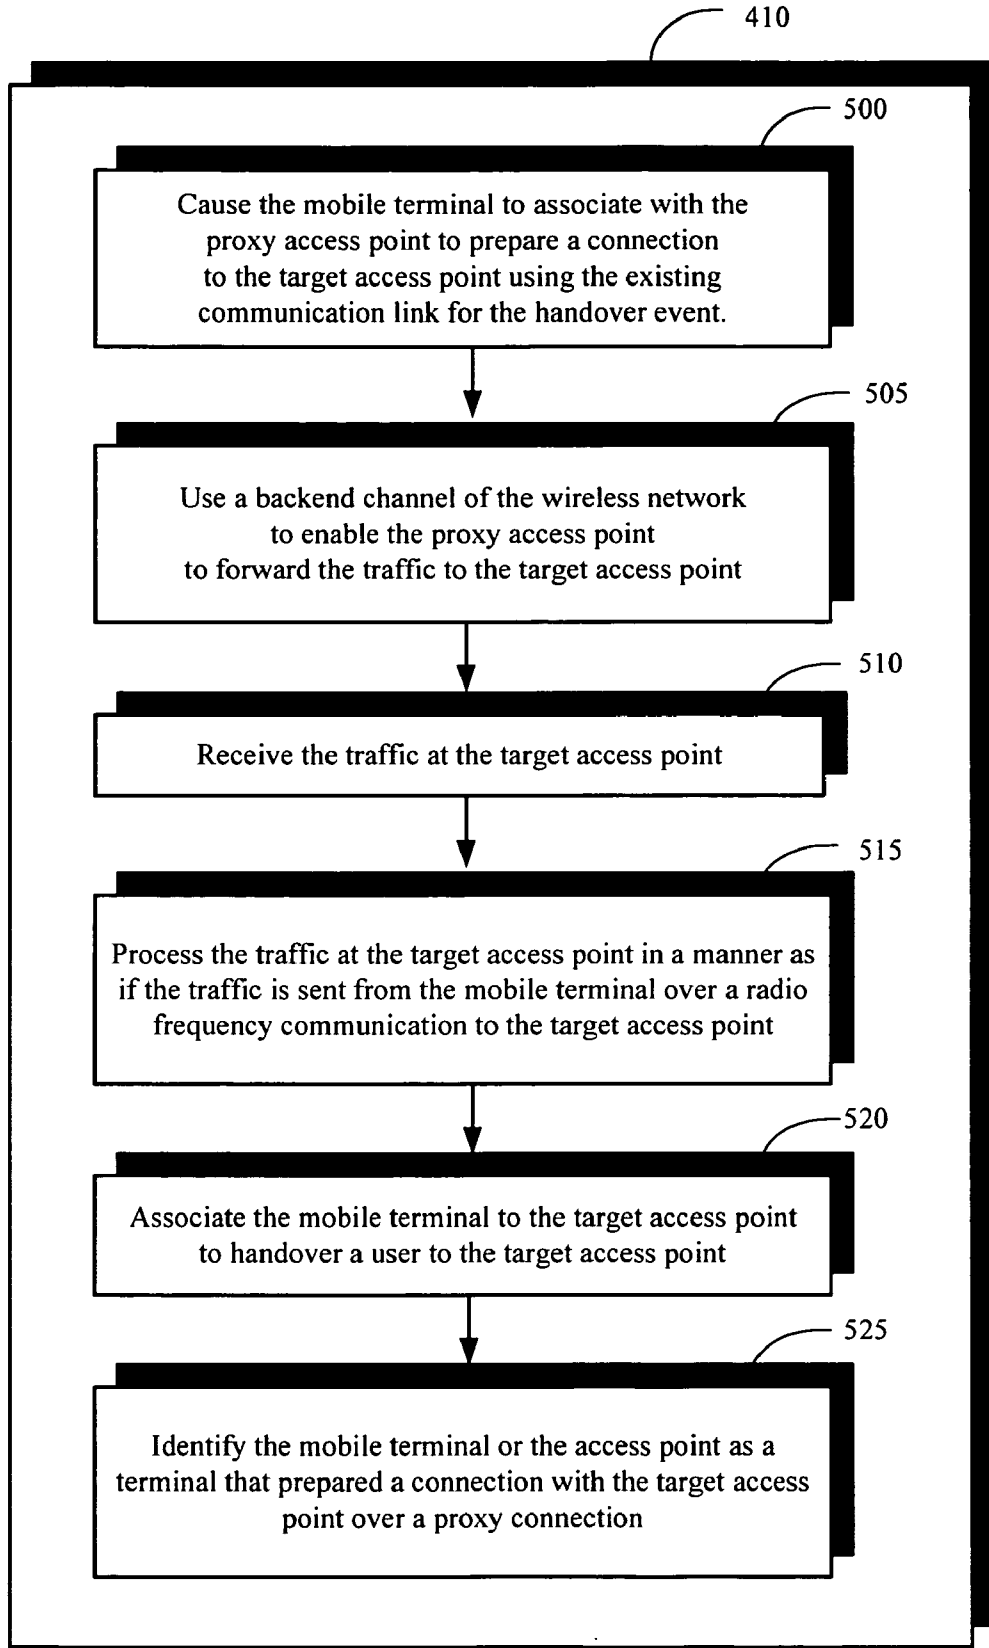 410
500
Cause the mobile terminal to associate with the
proxy access point to prepare a connection
to the target access point using the existing
communication link for the handover event.
505
Use a backend channel of the wireless network
to enable the proxy access point
to forward the traffic to the target access point
510
Receive the traffic at the target access point
515
Process the traffic at the target access point in a manner as
if the traffic is sent from the mobile terminal over a radio
frequency communication to the target access point
520
Associate the mobile terminal to the target access point
to handover a user to the target access point
525
Identify the mobile terminal or the access point as a
terminal that prepared a connection with the target access
point over a proxy connection